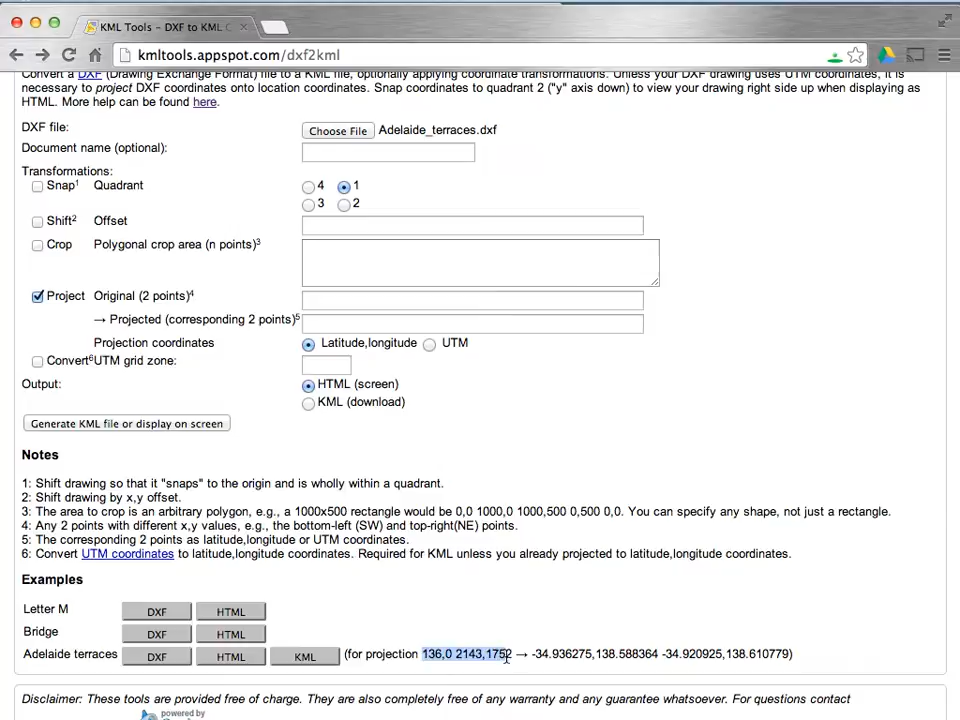 KML Tools – DXF to KML C
kmltools.appspot.com/dxf2kml
Convert a DXF (Drawing Exchange Format) file to a KML file, optionally applying coordinate transformations. Unless your DXF drawing uses UTM coordinates, it is
necessary to project DXF coordinates onto location coordinates. Snap coordinates to quadrant 2 ("y" axis down) to view your drawing right side up when displaying as
HTML. More help can be found here.
DXF file: Choose File Adelaide_terraces.dxf
Document name (optional):
Transformations:
Snap1 Quadrant 4 1
3 2
Shift2 Offset
Crop Polygonal crop area (n points)3
Project Original (2 points)4
→ Projected (corresponding 2 points)5
Projection coordinates Latitude,longitude UTM
Convert6 UTM grid zone:
Output: HTML (screen)
KML (download)
Generate KML file or display on screen
Notes
1: Shift drawing so that it "snaps" to the origin and is wholly within a quadrant.
2: Shift drawing by x,y offset.
3: The area to crop is an arbitrary polygon, e.g., a 1000x500 rectangle would be 0,0 1000,0 1000,500 0,500 0,0. You can specify any shape, not just a rectangle.
4: Any 2 points with different x,y values, e.g., the bottom-left (SW) and top-right(NE) points.
5: The corresponding 2 points as latitude,longitude or UTM coordinates.
6: Convert UTM coordinates to latitude,longitude coordinates. Required for KML unless you already projected to latitude,longitude coordinates.
Examples
Letter M DXF HTML
Bridge DXF HTML
Adelaide terraces DXF HTML KML (for projection 136,0 2143,1752 → -34.936275,138.588364 -34.920925,138.610779)
Disclaimer: These tools are provided free of charge. They are also completely free of any warranty and any guarantee whatsoever. For questions contact
powered by